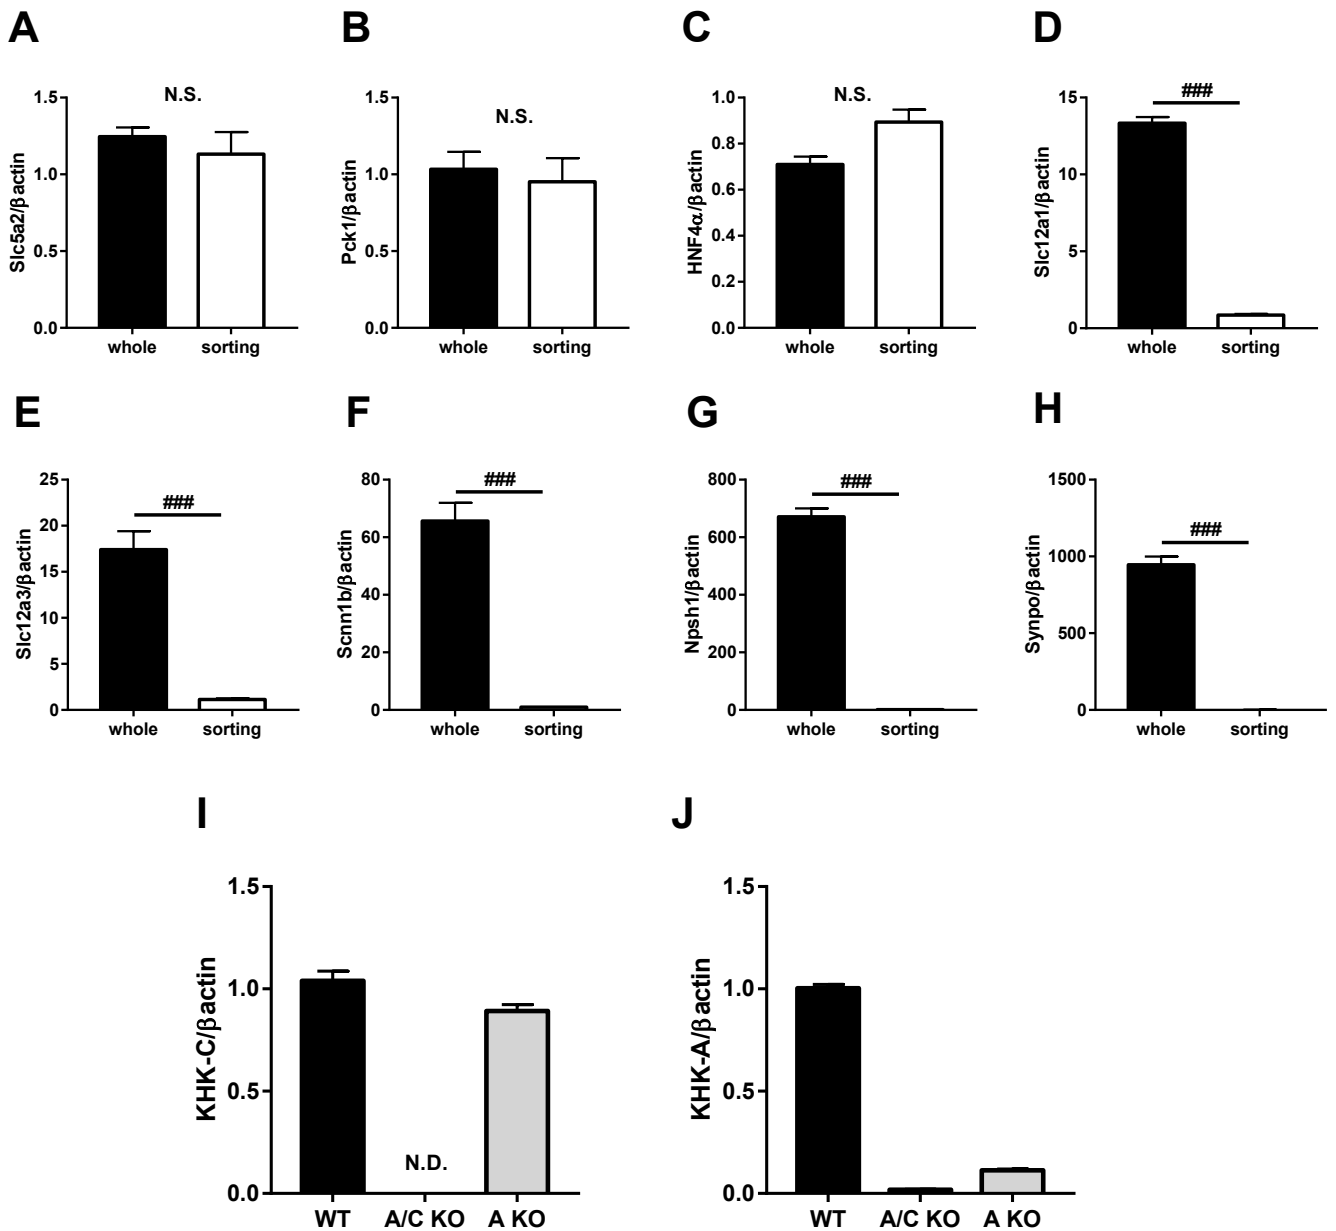 A
B
C
D
Slc5a2/βactin
1.5
1.0
0.5
0.0
N.S.
whole
sorting
Pck1/βactin
1.5
1.0
0.5
0.0
N.S.
whole
sorting
HNF4α/βactin
1.0
0.8
0.6
0.4
0.2
0.0
N.S.
whole
sorting
Slc12a1/βactin
15
10
5
0
###
whole
sorting
E
F
G
H
Slc12a3/βactin
25
20
15
10
5
0
###
whole
sorting
Scnn1b/βactin
80
60
40
20
0
###
whole
sorting
Npsh1/βactin
800
600
400
200
0
###
whole
sorting
Synpo/βactin
1500
1000
500
0
###
whole
sorting
I
J
KHK-C/βactin
1.5
1.0
0.5
0.0
N.D.
WT
A/C KO
A KO
KHK-A/βactin
1.5
1.0
0.5
0.0
WT
A/C KO
A KO